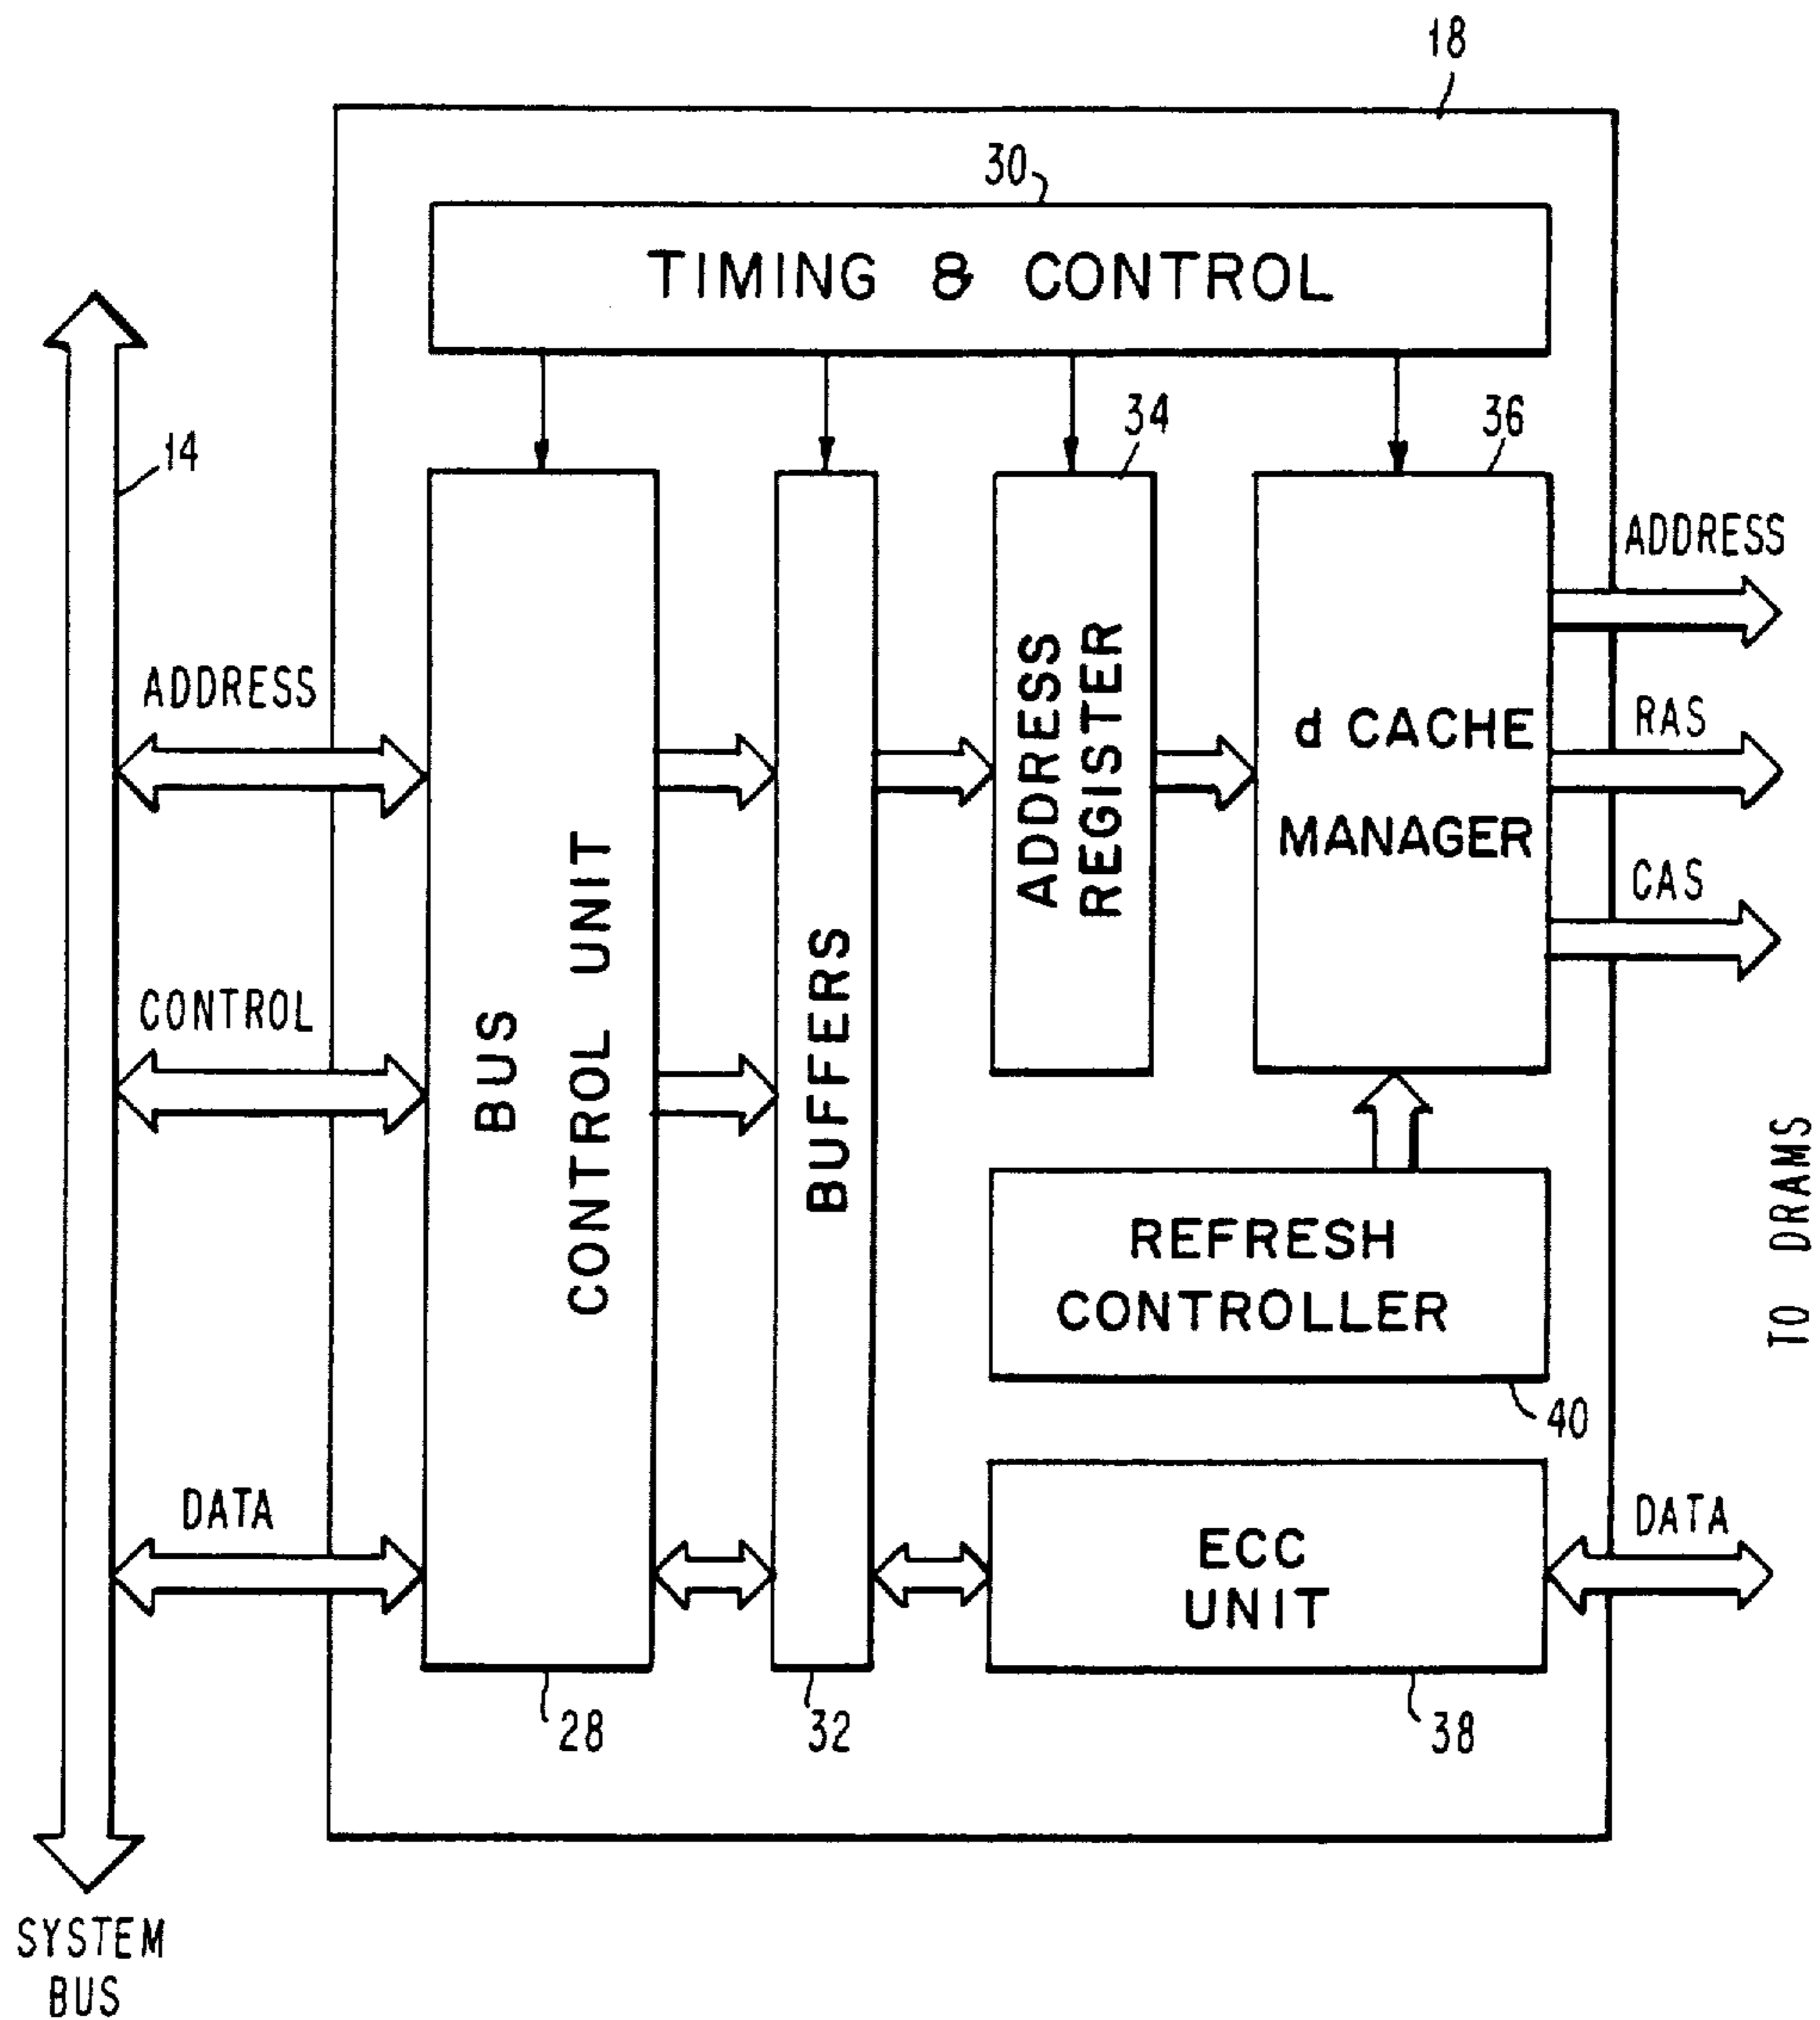 18
30
TIMING & CONTROL
14
34
36
ADDRESS
ADDRESS
RAS
CAS
CONTROL
DATA
BUS
CONTROL UNIT
BUFFERS
ADDRESS
REGISTER
d CACHE
MANAGER
REFRESH
CONTROLLER
40
ECC
UNIT
DATA
TO DRAMS
28
32
38
SYSTEM
BUS